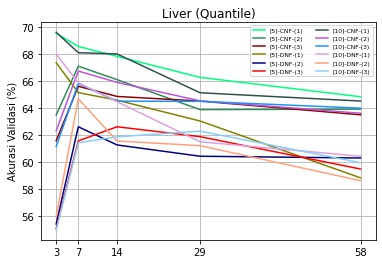 Liver (Quantile)
Akurasi Validasi (%)
70
68
66
64
62
60
58
56
3 7 14 29 58
[5]-CNF-(1) [10]-CNF-(1)
[5]-CNF-(2) [10]-CNF-(2)
[5]-CNF-(3) [10]-CNF-(3)
[5]-DNF-(1) [10]-DNF-(1)
[5]-DNF-(2) [10]-DNF-(2)
[5]-DNF-(3) [10]-DNF-(3)